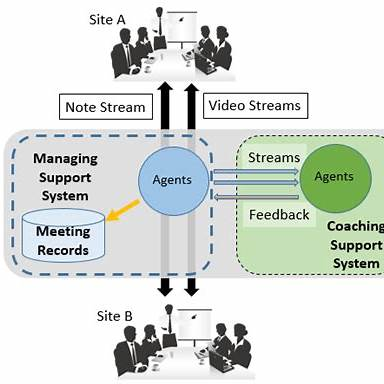 Site A
Note Stream
Video Streams
Managing
Support
System
Agents
Streams
Agents
Feedback
Meeting
Records
Coaching
Support
System
Site B